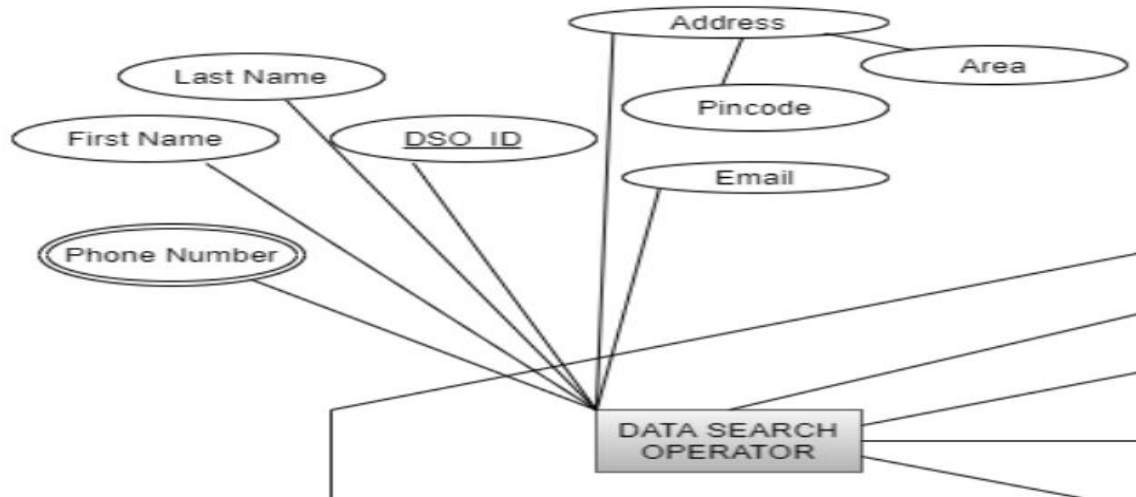 Address
Last Name
Area
Pincode
First Name
DSO_ID
Email
Phone Number
DATA SEARCH
OPERATOR